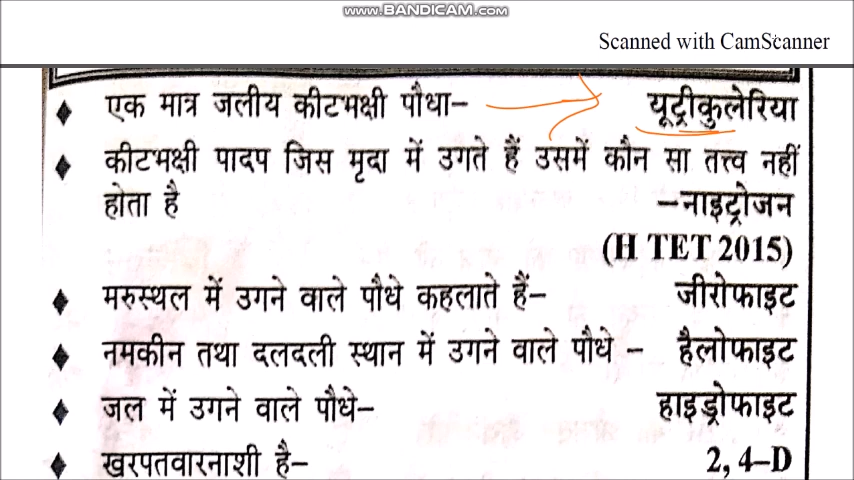 www.BANDICAM.com
Scanned with CamScanner
♦ एक मात्र जलीय कीटभक्षी पौधा– यूट्रीकुलेरिया
♦ कीटभक्षी पादप जिस मृदा में उगते हैं उसमें कौन सा तत्त्व नहीं
होता है –नाइट्रोजन
(H TET 2015)
♦ मरुस्थल में उगने वाले पौधे कहलाते हैं– जीरोफाइट
♦ नमकीन तथा दलदली स्थान में उगने वाले पौधे – हैलोफाइट
♦ जल में उगने वाले पौधे– हाइड्रोफाइट
♦ खरपतवारनाशी है– 2, 4–D